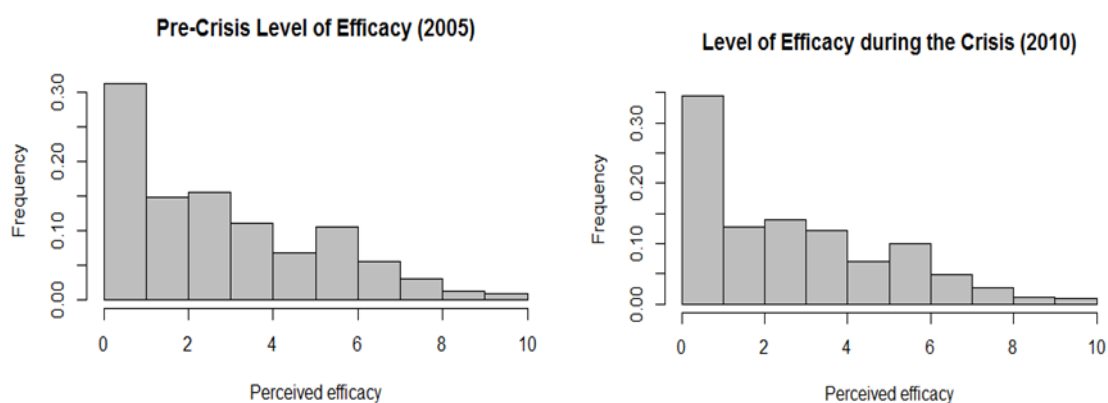 Pre-Crisis Level of Efficacy (2005)
Frequency
0.00 0.10 0.20 0.30
0 2 4 6 8 10
Perceived efficacy
Level of Efficacy during the Crisis (2010)
Frequency
0.00 0.10 0.20 0.30
0 2 4 6 8 10
Perceived efficacy